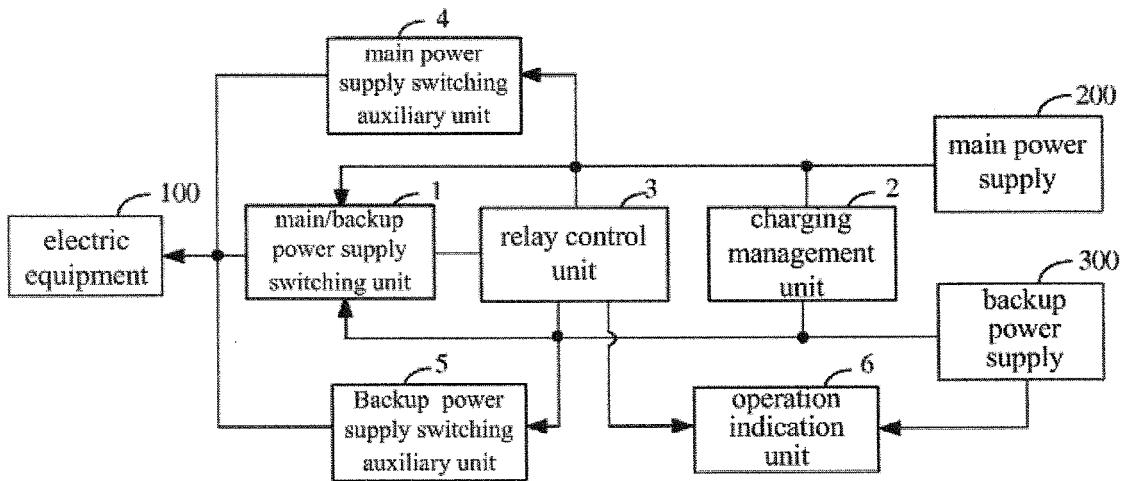 4
main power
supply switching
auxiliary unit
200
main power
supply
100
electric
equipment
1
main/backup
power supply
switching unit
3
relay control
unit
2
charging
management
unit
300
backup
power
supply
5
Backup power
supply switching
auxiliary unit
6
operation
indication
unit